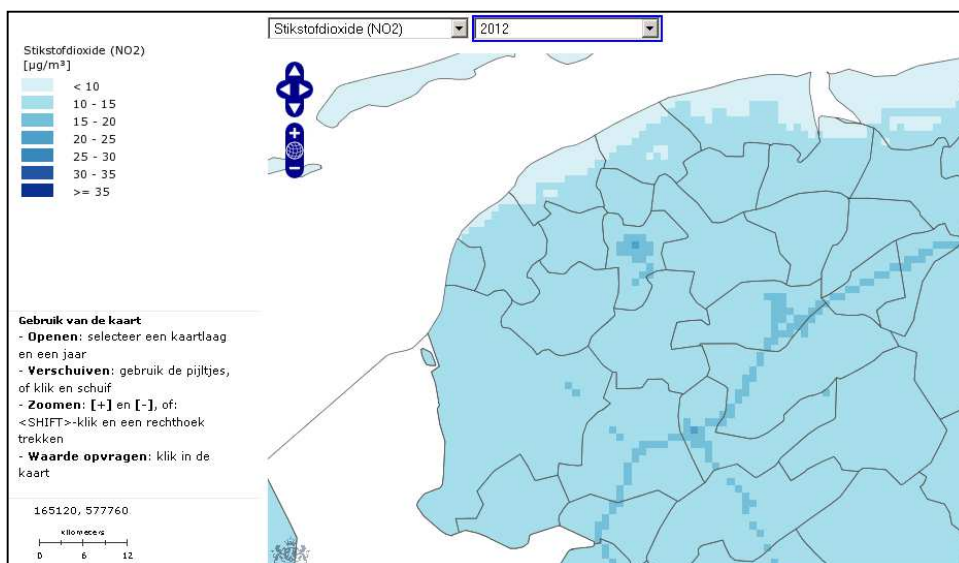 Stikstofdioxide (NO2)
2012
Stikstofdioxide (NO2)
[µg/m³]
< 10
10 - 15
15 - 20
20 - 25
25 - 30
30 - 35
>= 35
Gebruik van de kaart
- Openen: selecteer een kaartlaag
en een jaar
- Verschuiven: gebruik de pijltjes,
of klik en schuif
- Zoomen: [+] en [-], of:
<SHIFT>-klik en een rechthoek
trekken
- Waarde opvragen: klik in de
kaart
165120, 577760
kilometers
0 6 12